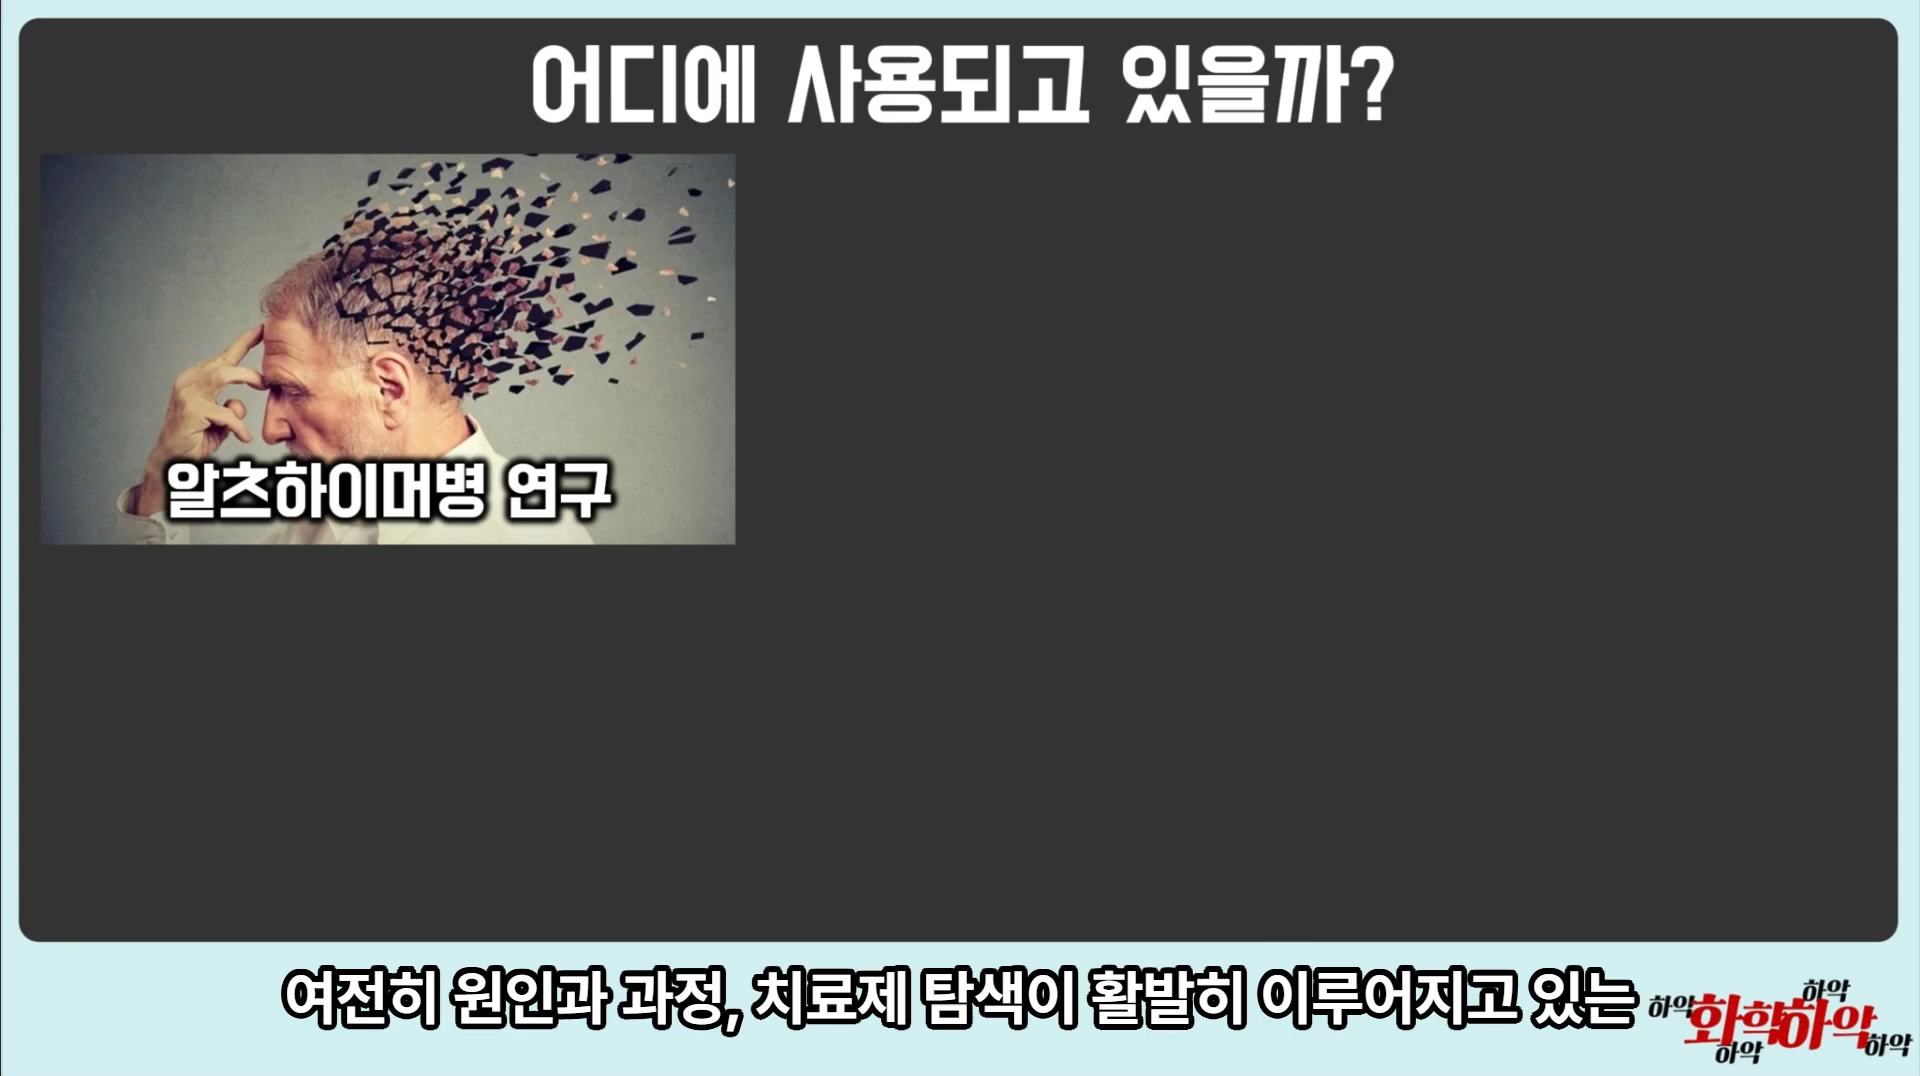 어디에 사용되고 있을까?
알츠하이머병 연구
여전히 원인과 과정, 치료제 탐색이 활발히 이루어지고 있는
하악
하악
화학하악
하악
하악